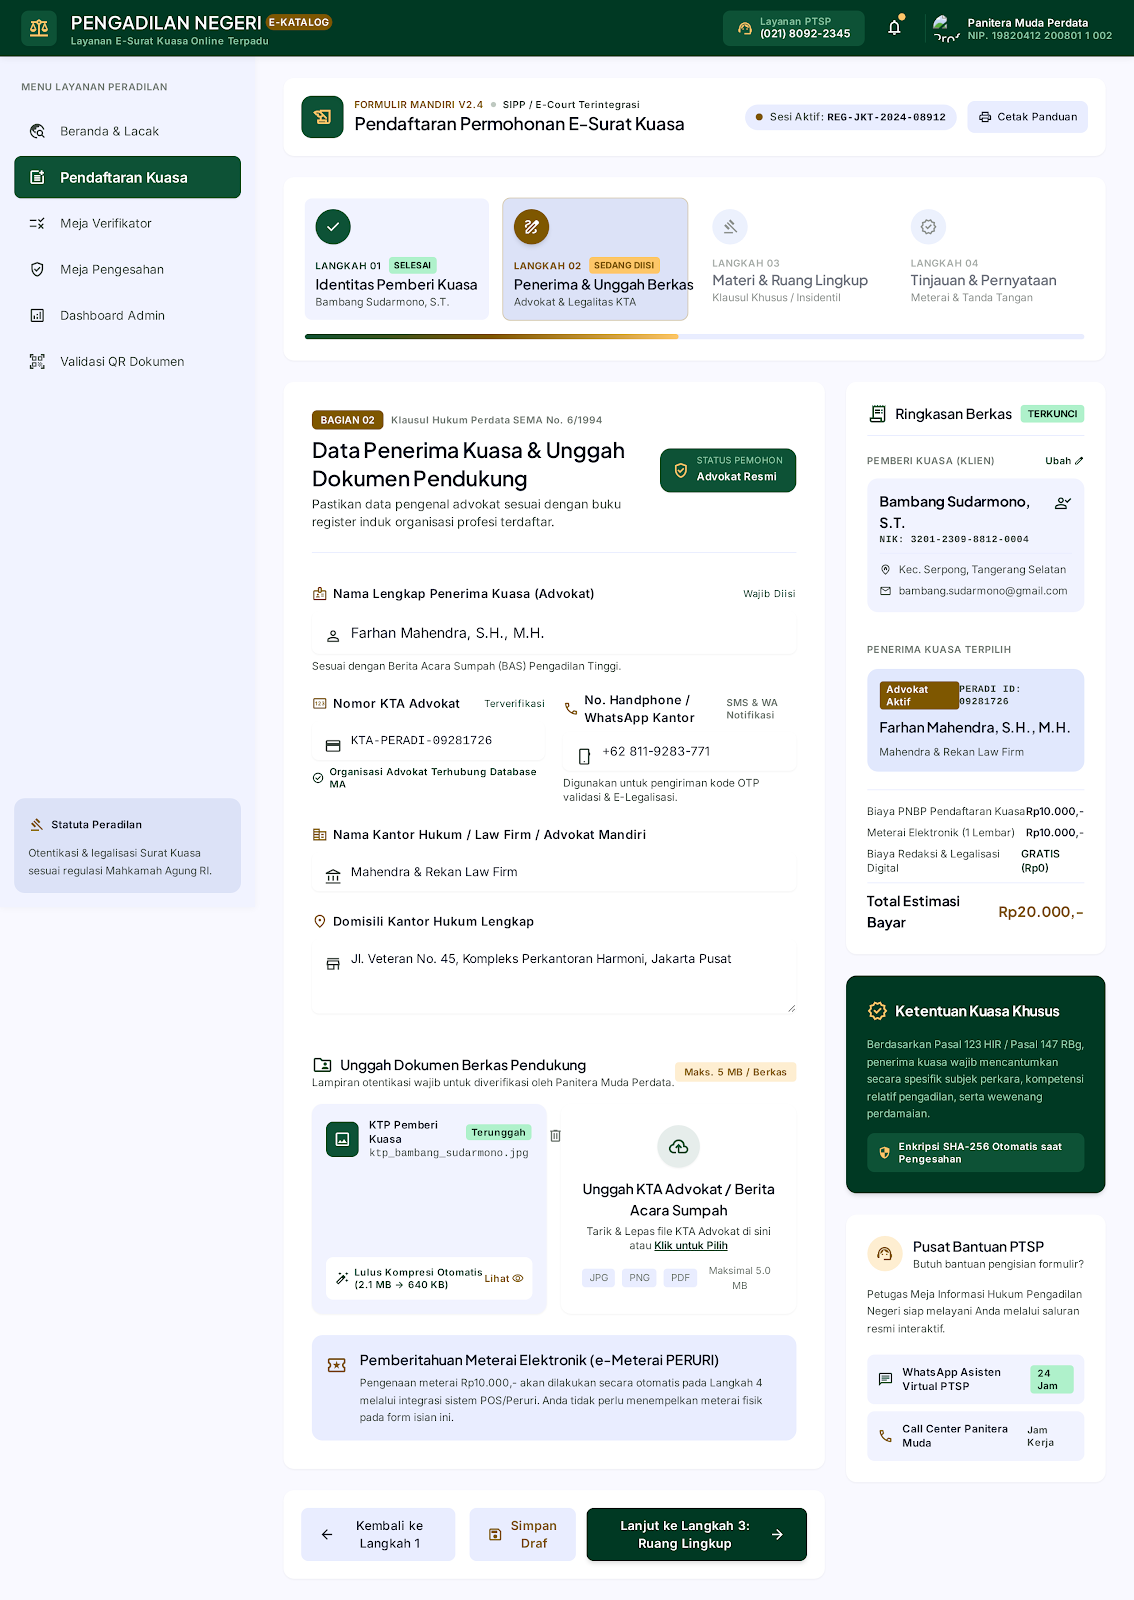 PENGADILAN NEGERI E-KATALOG
Layanan E-Surat Kuasa Online Terpadu
Layanan PTSP
(021) 8092-2345
Panitera Muda Perdata
NIP. 19820412 200801 1 002
MENU LAYANAN PERADILAN
Beranda & Lacak
Pendaftaran Kuasa
Meja Verifikator
Meja Pengesahan
Dashboard Admin
Validasi QR Dokumen
Statuta Peradilan
Otentikasi & legalisasi Surat Kuasa
sesuai regulasi Mahkamah Agung RI.
FORMULIR MANDIRI V2.4 SIPP / E-Court Terintegrasi
Pendaftaran Permohonan E-Surat Kuasa
Sesi Aktif: REG-JKT-2024-08912
Cetak Panduan
LANGKAH 01 SELESAI
Identitas Pemberi Kuasa
Bambang Sudarmono, S.T.
LANGKAH 02 SEDANG DIISI
Penerima & Unggah Berkas
Advokat & Legalitas KTA
LANGKAH 03
Materi & Ruang Lingkup
Klausul Khusus / Insidentil
LANGKAH 04
Tinjauan & Pernyataan
Meterai & Tanda Tangan
BAGIAN 02 Klausul Hukum Perdata SEMA No. 6/1994
Data Penerima Kuasa & Unggah
Dokumen Pendukung
Pastikan data pengenal advokat sesuai dengan buku
register induk organisasi profesi terdaftar.
STATUS PEMOHON
Advokat Resmi
Nama Lengkap Penerima Kuasa (Advokat) Wajib Diisi
Farhan Mahendra, S.H., M.H.
Sesuai dengan Berita Acara Sumpah (BAS) Pengadilan Tinggi.
Nomor KTA Advokat Terverifikasi
KTA-PERADI-09281726
Organisasi Advokat Terhubung Database
MA
No. Handphone /
WhatsApp Kantor
SMS & WA
Notifikasi
+62 811-9283-771
Digunakan untuk pengiriman kode OTP
validasi & E-Legalisasi.
Nama Kantor Hukum / Law Firm / Advokat Mandiri
Mahendra & Rekan Law Firm
Domisili Kantor Hukum Lengkap
Jl. Veteran No. 45, Kompleks Perkantoran Harmoni, Jakarta Pusat
Unggah Dokumen Berkas Pendukung
Lampiran otentikasi wajib untuk diverifikasi oleh Panitera Muda Perdata.
Maks. 5 MB / Berkas
KTP Pemberi
Kuasa
Terunggah
ktp_bambang_sudarmono.jpg
Lulus Kompresi Otomatis
(2.1 MB → 640 KB)
Lihat
Unggah KTA Advokat / Berita
Acara Sumpah
Tarik & Lepas file KTA Advokat di sini
atau Klik untuk Pilih
JPG PNG PDF
Maksimal 5.0
MB
Pemberitahuan Meterai Elektronik (e-Meterai PERURI)
Pengenaan meterai Rp10.000,- akan dilakukan secara otomatis pada Langkah 4
melalui integrasi sistem POS/Peruri. Anda tidak perlu menempelkan meterai fisik
pada form isian ini.
Kembali ke
Langkah 1
Simpan
Draf
Lanjut ke Langkah 3:
Ruang Lingkup
Ringkasan Berkas TERKUNCI
PEMBERI KUASA (KLIEN) Ubah
Bambang Sudarmono,
S.T.
NIK: 3201-2309-8812-0004
Kec. Serpong, Tangerang Selatan
bambang.sudarmono@gmail.com
PENERIMA KUASA TERPILIH
Advokat
Aktif
PERADI ID:
09281726
Farhan Mahendra, S.H., M.H.
Mahendra & Rekan Law Firm
Biaya PNBP Pendaftaran Kuasa Rp10.000,-
Meterai Elektronik (1 Lembar) Rp10.000,-
Biaya Redaksi & Legalisasi
Digital
GRATIS
(Rp0)
Total Estimasi
Bayar
Rp20.000,-
Ketentuan Kuasa Khusus
Berdasarkan Pasal 123 HIR / Pasal 147 RBg,
penerima kuasa wajib mencantumkan
secara spesifik subjek perkara, kompetensi
relatif pengadilan, serta wewenang
perdamaian.
Enkripsi SHA-256 Otomatis saat
Pengesahan
Pusat Bantuan PTSP
Butuh bantuan pengisian formulir?
Petugas Meja Informasi Hukum Pengadilan
Negeri siap melayani Anda melalui saluran
resmi interaktif.
WhatsApp Asisten
Virtual PTSP
24
Jam
Call Center Panitera
Muda
Jam
Kerja